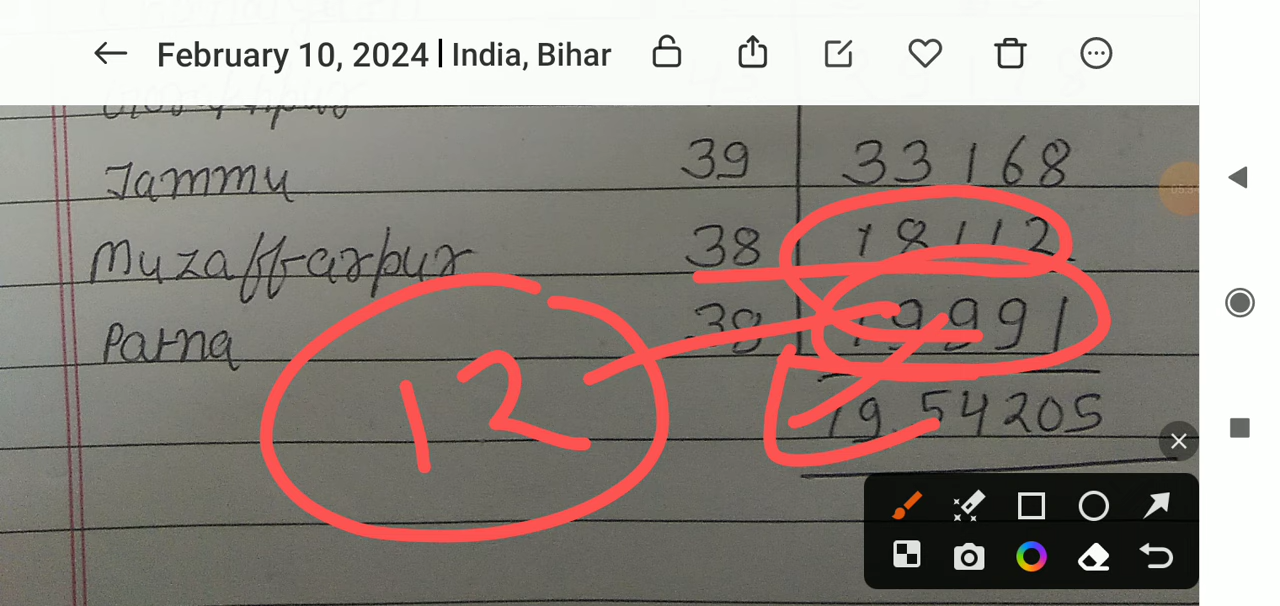 February 10, 2024 | India, Bihar
Jammu 39 33168
Muzaffarpur 38 18112
Patna 38 19991
12
19.54205